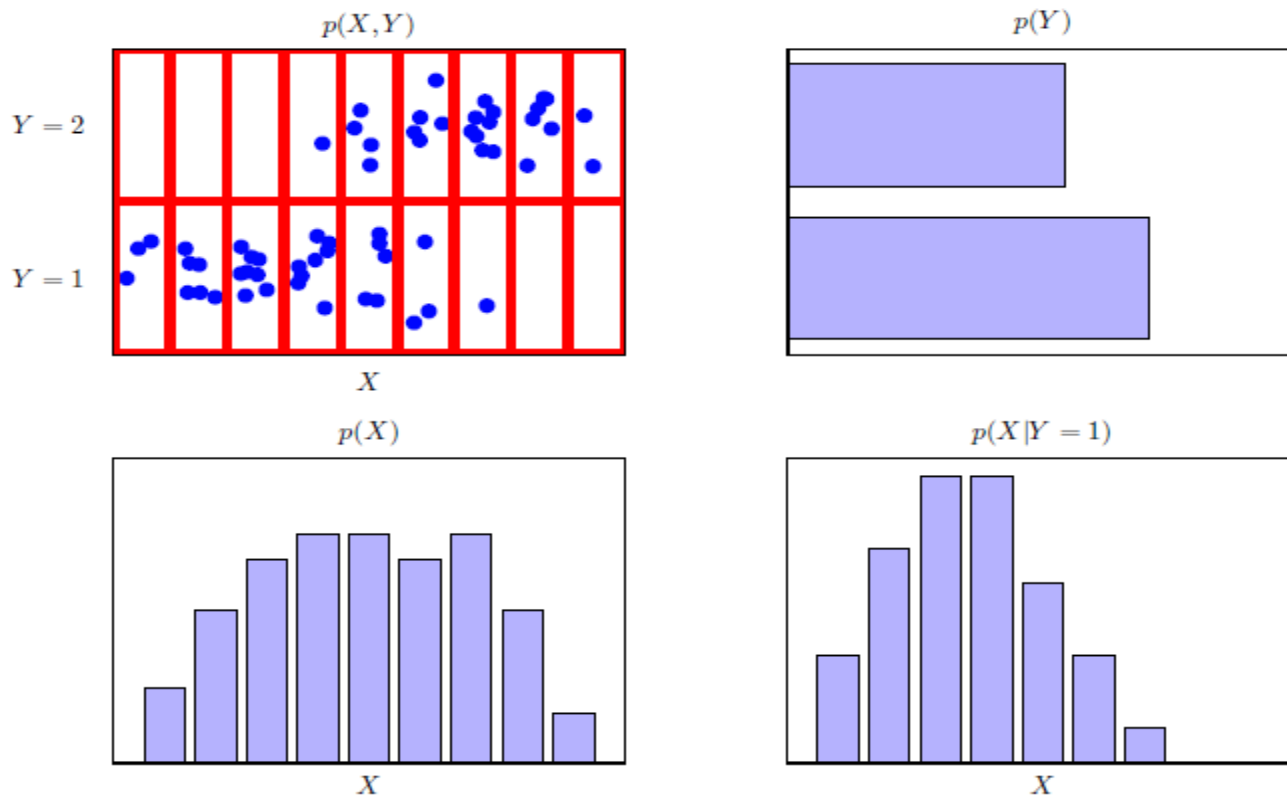 p(X, Y)
Y = 2
Y = 1
X
p(Y)
p(X)
X
p(X|Y = 1)
X